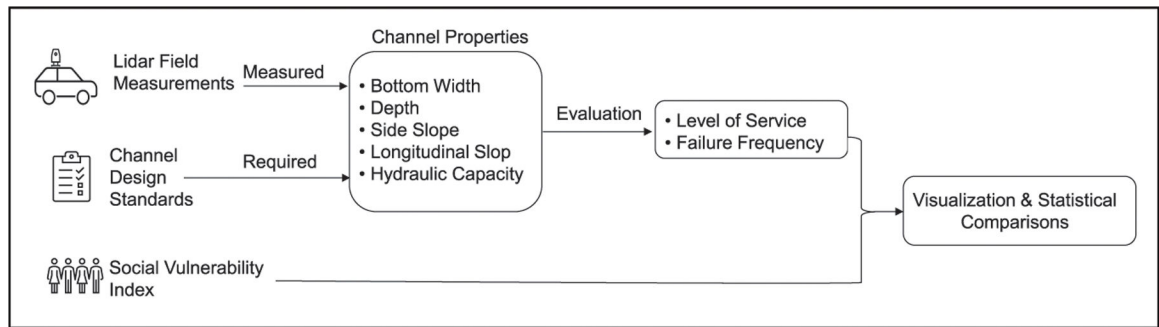 Channel Properties
Lidar Field
Measurements
Measured
• Bottom Width
• Depth
• Side Slope
• Longitudinal Slop
• Hydraulic Capacity
Channel
Design
Standards
Required
Evaluation
• Level of Service
• Failure Frequency
Visualization & Statistical
Comparisons
Social Vulnerability
Index